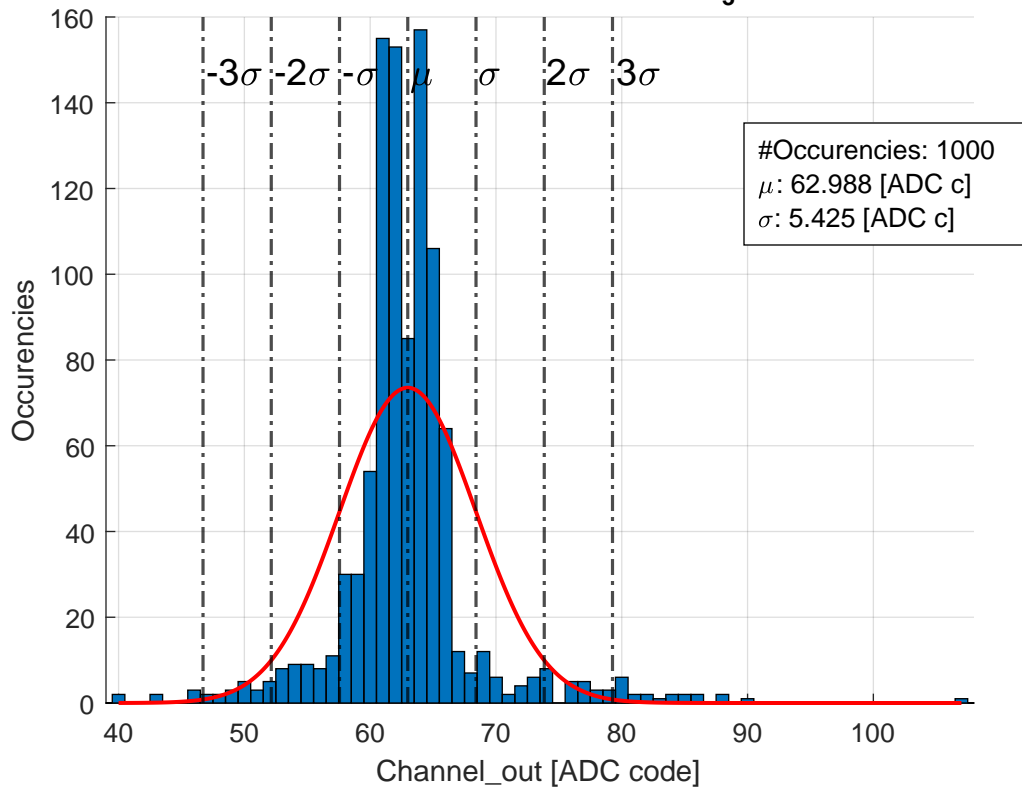 160
140
120
100
80
60
40
20
0
Occurencies
-3σ
-2σ
-σ
μ
σ
2σ
3σ
#Occurencies: 1000
μ: 62.988 [ADC c]
σ: 5.425 [ADC c]
40
50
60
70
80
90
100
Channel_out [ADC code]